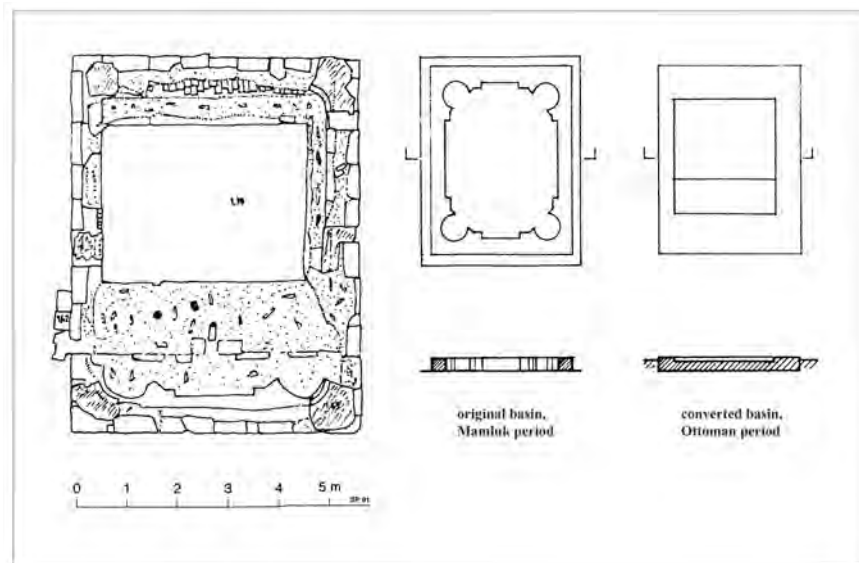 original basin,
Mamluk period
converted basin,
Ottoman period
0 1 2 3 4 5 m